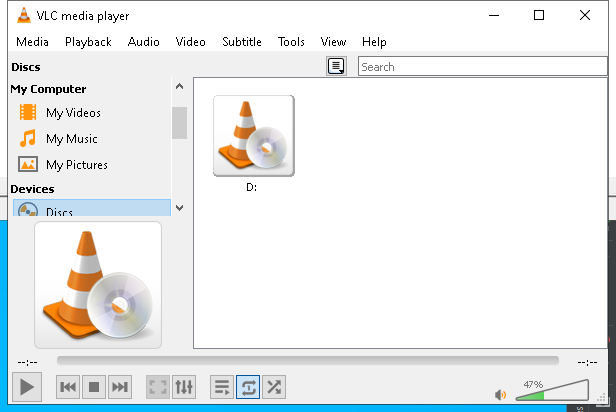 VLC media player
Media Playback Audio Video Subtitle Tools View Help
Discs
Search
My Computer
My Videos
My Music
My Pictures
Devices
Discs
D:
--:-- --:--
47%